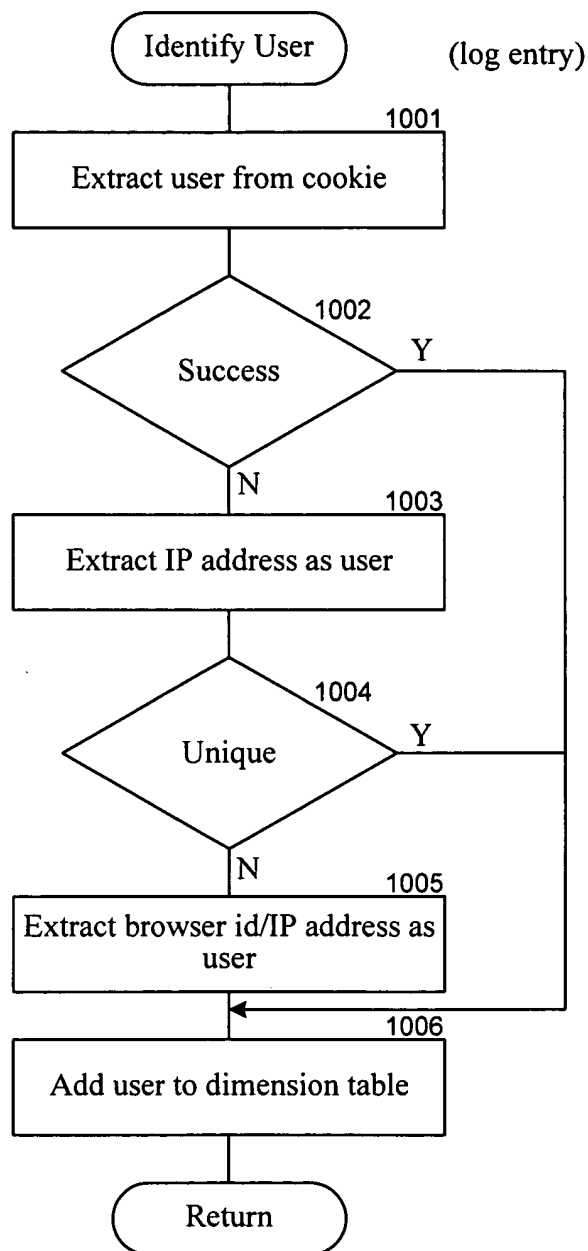 Identify User
(log entry)
1001
Extract user from cookie
1002
Success
Y
N
1003
Extract IP address as user
1004
Unique
Y
N
1005
Extract browser id/IP address as
user
1006
Add user to dimension table
Return